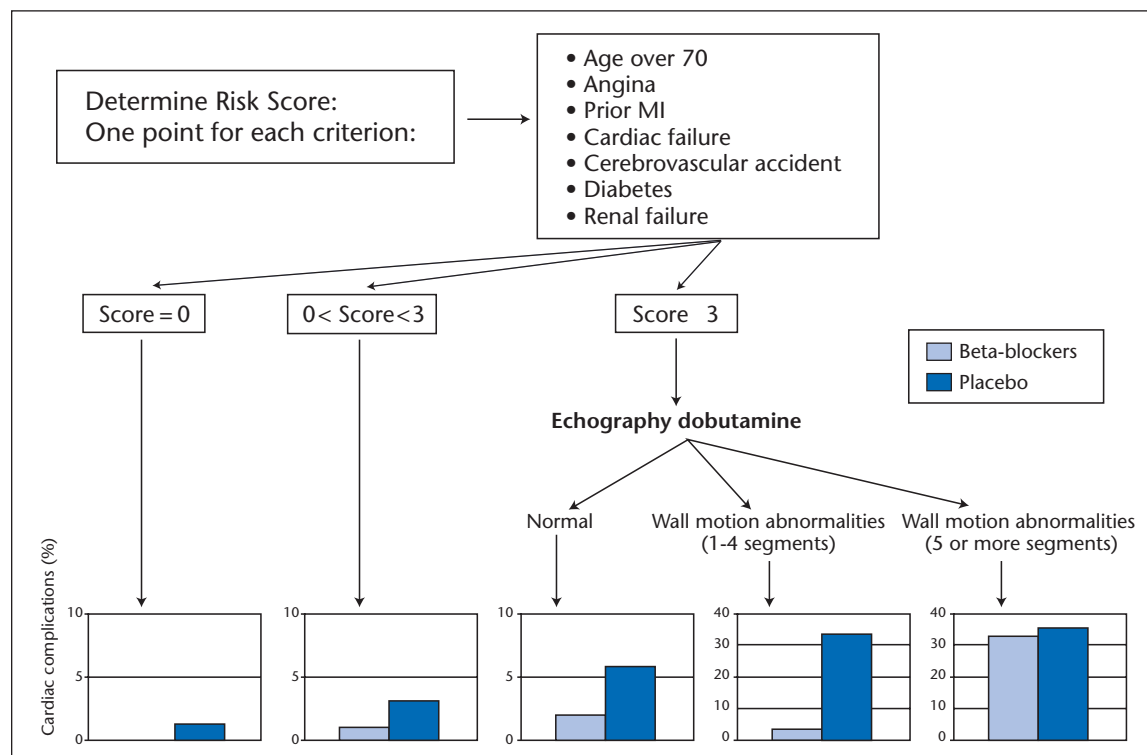 Determine Risk Score:
One point for each criterion:
• Age over 70
• Angina
• Prior MI
• Cardiac failure
• Cerebrovascular accident
• Diabetes
• Renal failure
Score = 0
0 < Score < 3
Score 3
Beta-blockers
Placebo
Echography dobutamine
Normal
Wall motion abnormalities
(1-4 segments)
Wall motion abnormalities
(5 or more segments)
Cardiac complications (%)
10
5
0
10
5
0
10
5
0
40
30
20
10
0
40
30
20
10
0